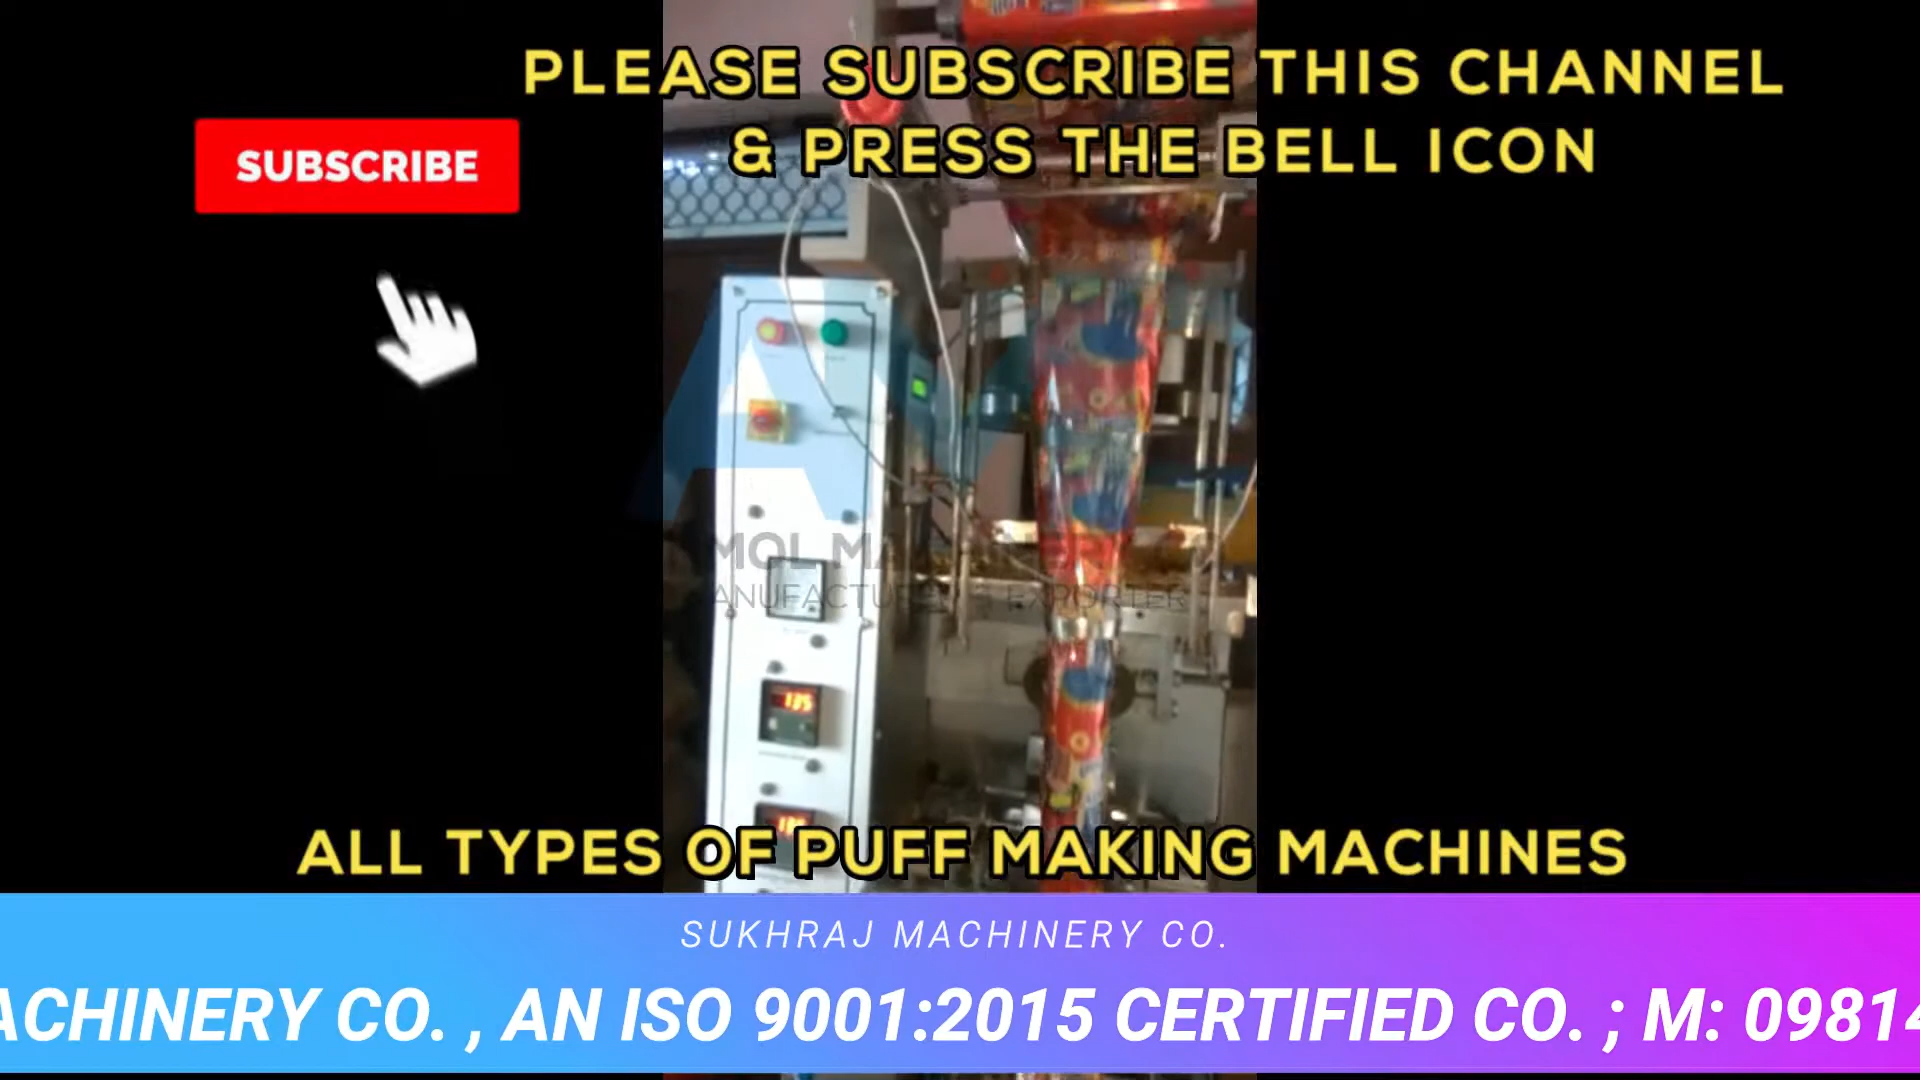 PLEASE SUBSCRIBE THIS CHANNEL
& PRESS THE BELL ICON
SUBSCRIBE
135
ALL TYPES OF PUFF MAKING MACHINES
SUKHRAJ MACHINERY CO.
ACHINERY CO. , AN ISO 9001:2015 CERTIFIED CO. ; M: 09814